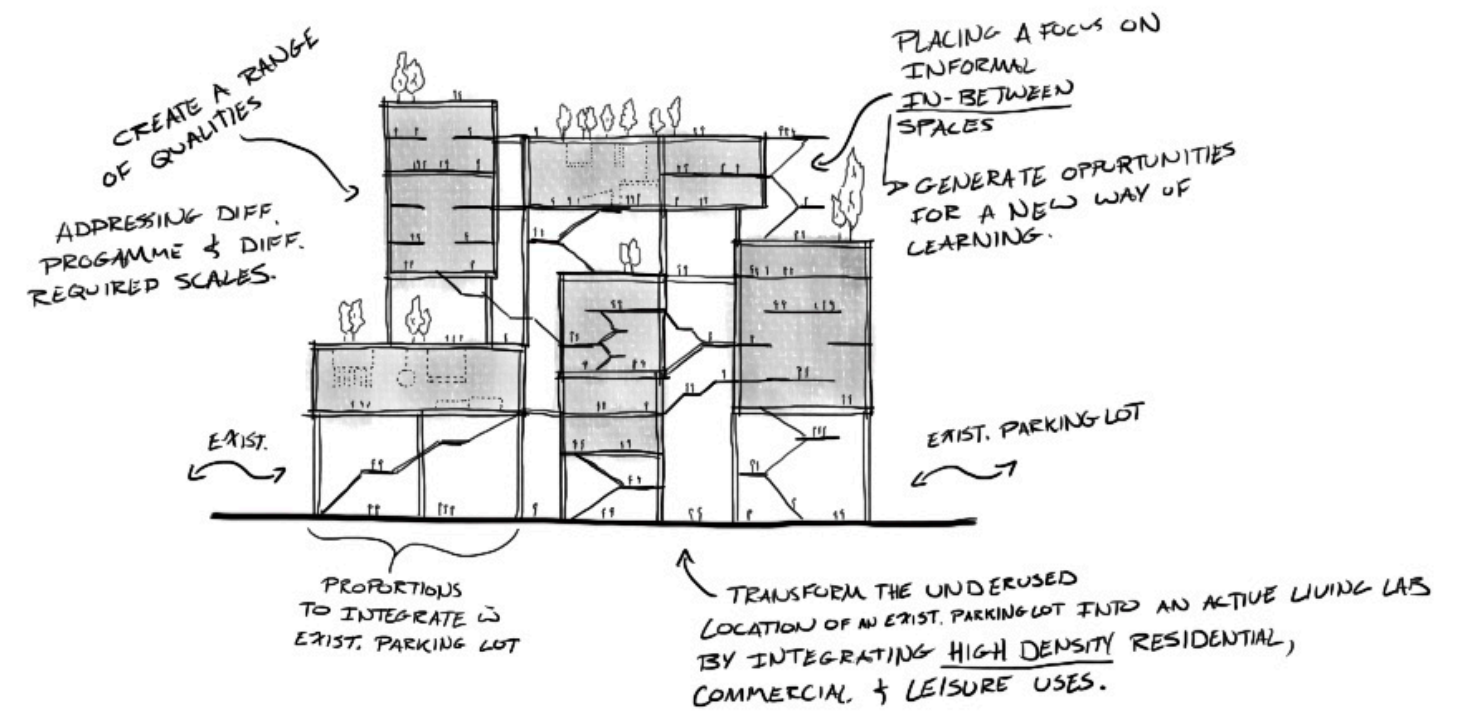 CREATE A RANGE
OF QUALITIES
ADDRESSING DIFF.
PROGAMME & DIFF.
REQUIRED SCALES.
PLACING A FOCUS ON
INFORMAL
IN-BETWEEN
SPACES
GENERATE OPPURTUNITIES
FOR A NEW WAY OF
LEARNING.
EXIST.
EXIST. PARKING LOT
PROPORTIONS
TO INTEGRATE W̄
EXIST. PARKING LOT
TRANSFORM THE UNDERUSED
LOCATION OF AN EXIST. PARKING LOT INTO AN ACTIVE LIVING LAB
BY INTEGRATING HIGH DENSITY RESIDENTIAL,
COMMERCIAL & LEISURE USES.